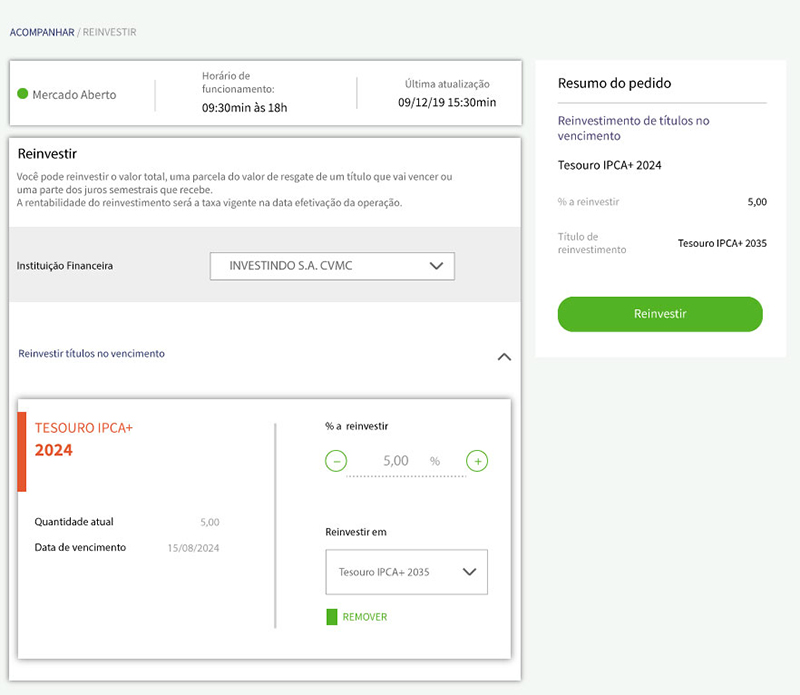 ACOMPANHAR / REINVESTIR
Mercado Aberto
Horário de
funcionamento:
09:30min às 18h
Última atualização
09/12/19 15:30min
Reinvestir
Você pode reinvestir o valor total, uma parcela do valor de resgate de um título que vai vencer ou
uma parte dos juros semestrais que recebe.
A rentabilidade do reinvestimento será a taxa vigente na data efetivação da operação.
Instituição Financeira
INVESTINDO S.A. CVMC
Reinvestir títulos no vencimento
TESOURO IPCA+
2024
Quantidade atual 5,00
Data de vencimento 15/08/2024
% a reinvestir
− 5,00 % +
Reinvestir em
Tesouro IPCA+ 2035
REMOVER
Resumo do pedido
Reinvestimento de títulos no
vencimento
Tesouro IPCA+ 2024
% a reinvestir 5,00
Título de
reinvestimento
Tesouro IPCA+ 2035
Reinvestir